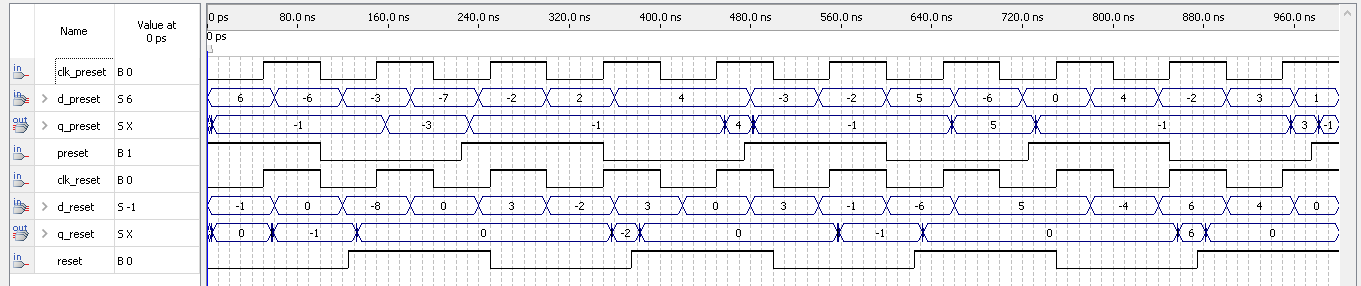 Name Value at 0 ps
0 ps 80.0 ns 160.0 ns 240.0 ns 320.0 ns 400.0 ns 480.0 ns 560.0 ns 640.0 ns 720.0 ns 800.0 ns 880.0 ns 960.0 ns
0 ps
in clk_preset B 0
in d_preset S 6 6 -6 -3 -7 -2 2 4 -3 -2 5 -6 0 4 -2 3 1
out q_preset S X -1 -3 -1 4 -1 5 -1 3 -1
in preset B 1
in clk_reset B 0
in d_reset S -1 -1 0 -8 0 3 -2 3 0 3 -1 -6 5 -4 6 4 0
out q_reset S X 0 -1 0 -2 0 -1 0 6 0
in reset B 0